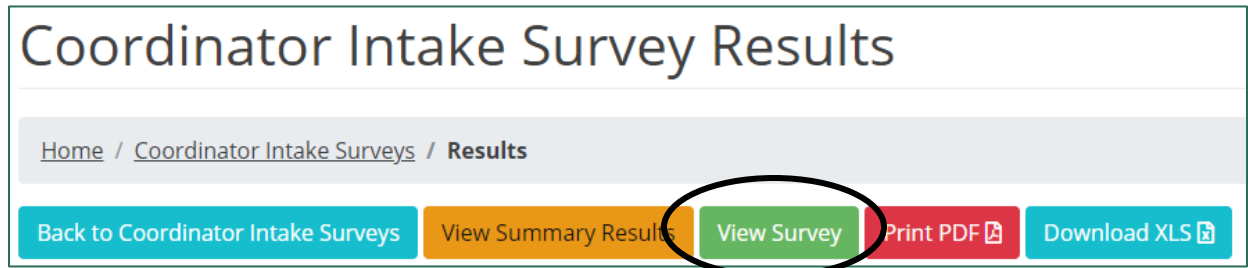 Coordinator Intake Survey Results
Home / Coordinator Intake Surveys / Results
Back to Coordinator Intake Surveys View Summary Results View Survey Print PDF Download XLS